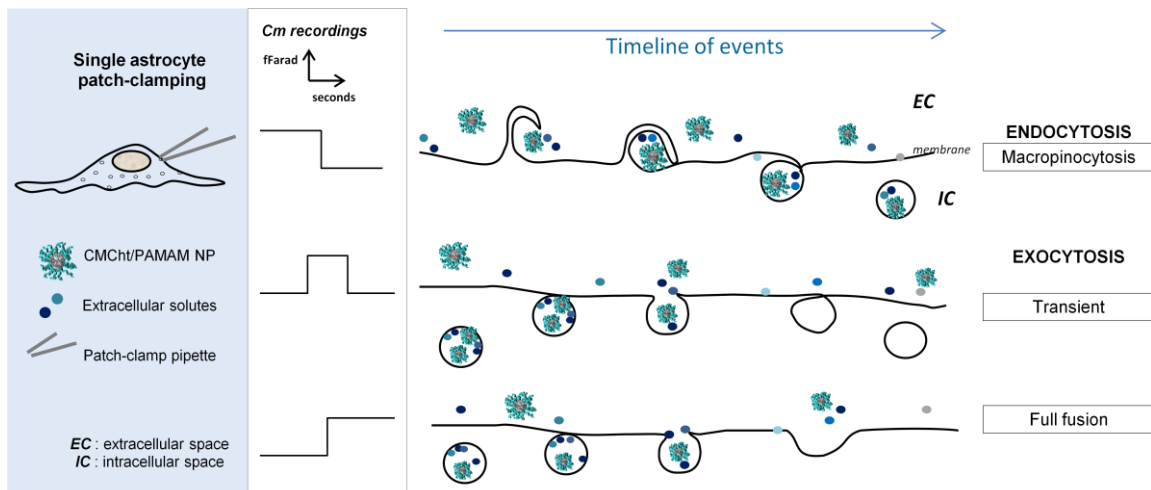 Single astrocyte
patch-clamping
CMCht/PAMAM NP
Extracellular solutes
Patch-clamp pipette
EC : extracellular space
IC : intracellular space
Cm recordings
fFarad
seconds
Timeline of events
EC
membrane
IC
ENDOCYTOSIS
Macropinocytosis
EXOCYTOSIS
Transient
Full fusion